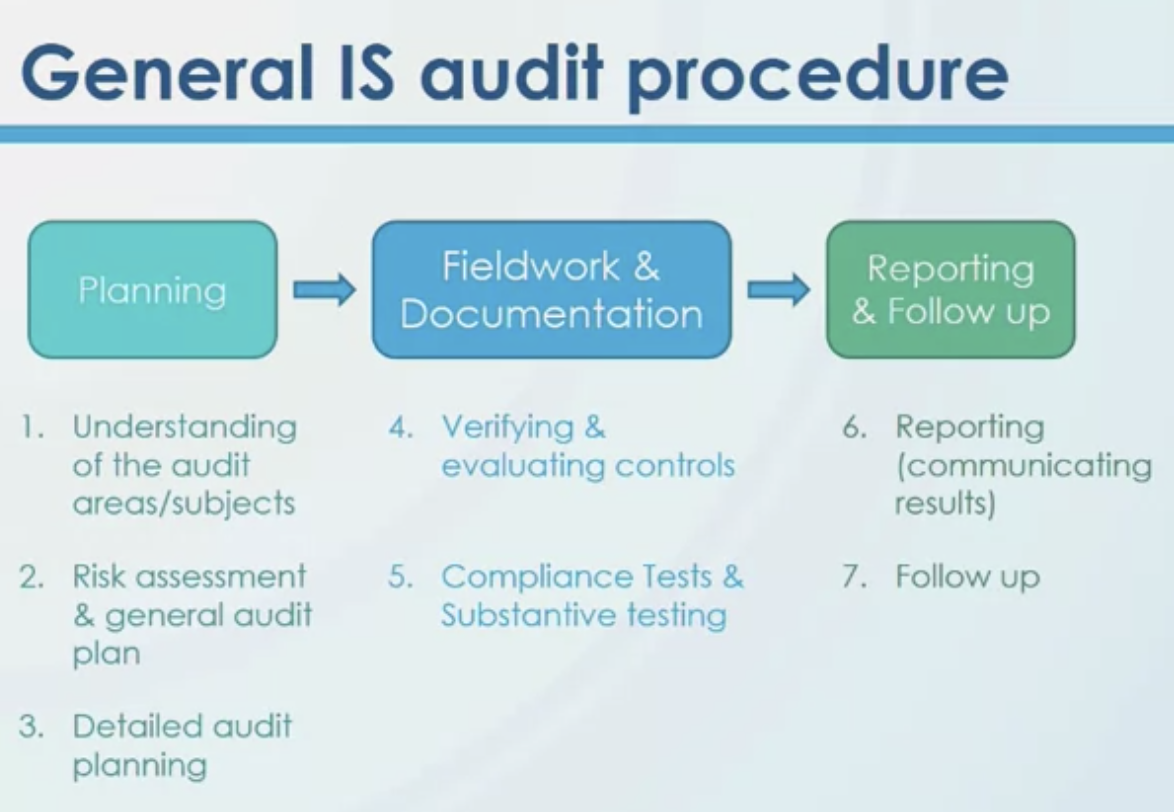 General IS audit procedure
Planning
Fieldwork &
Documentation
Reporting
& Follow up
1. Understanding
of the audit
areas/subjects
2. Risk assessment
& general audit
plan
3. Detailed audit
planning
4. Verifying &
evaluating controls
5. Compliance Tests &
Substantive testing
6. Reporting
(communicating
results)
7. Follow up